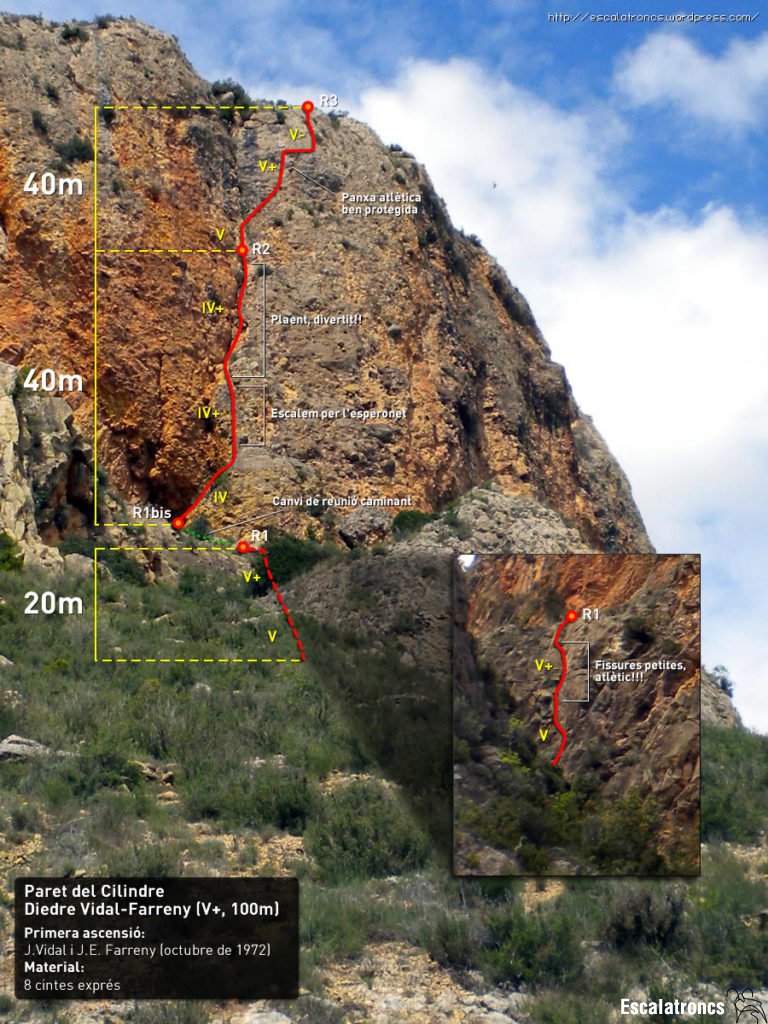 http://escalatroncs.wordpress.com/
R3
V-
V+
40m
Panxa atlètica
ben protegida
V
R2
IV+
Plaent, divertit!!
40m
IV+
Escalem per l'esperonet
IV
Canvi de reunió caminant
R1bis
R1
V+
20m
V
R1
V+
Fissures petites,
atlètic!!!
V
Paret del Cilindre
Diedre Vidal-Farreny (V+, 100m)
Primera ascensió:
J.Vidal i J.E. Farreny (octubre de 1972)
Material:
8 cintes exprés
Escalatroncs